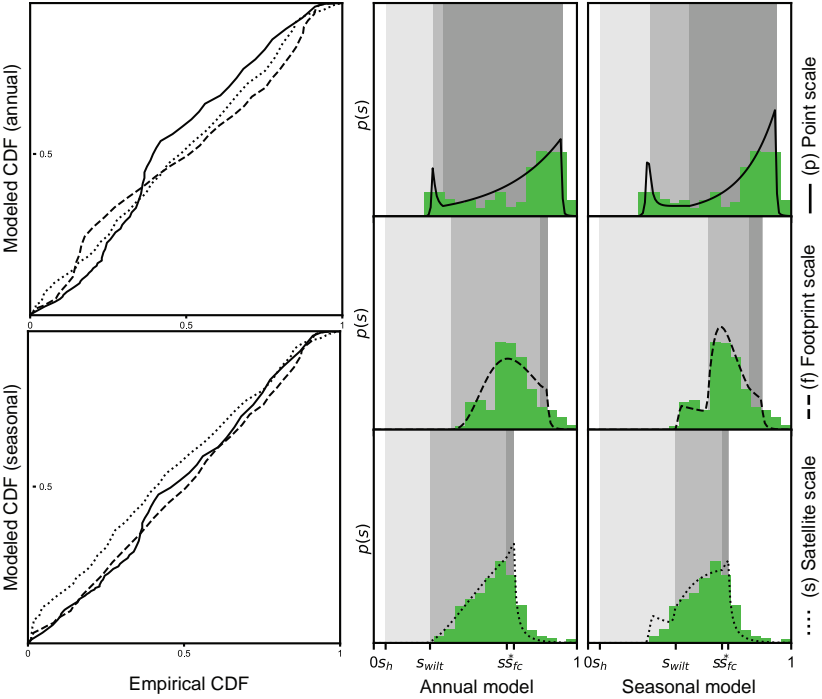 Modeled CDF (annual)
0.5
0
0.5
1
Modeled CDF (seasonal)
0.5
0
0.5
1
Empirical CDF
p(s)
p(s)
p(s)
0 s_h s_wilt s s*_fc 1
Annual model
0 s_h s_wilt s s*_fc 1
Seasonal model
(p) Point scale
(f) Footprint scale
(s) Satellite scale